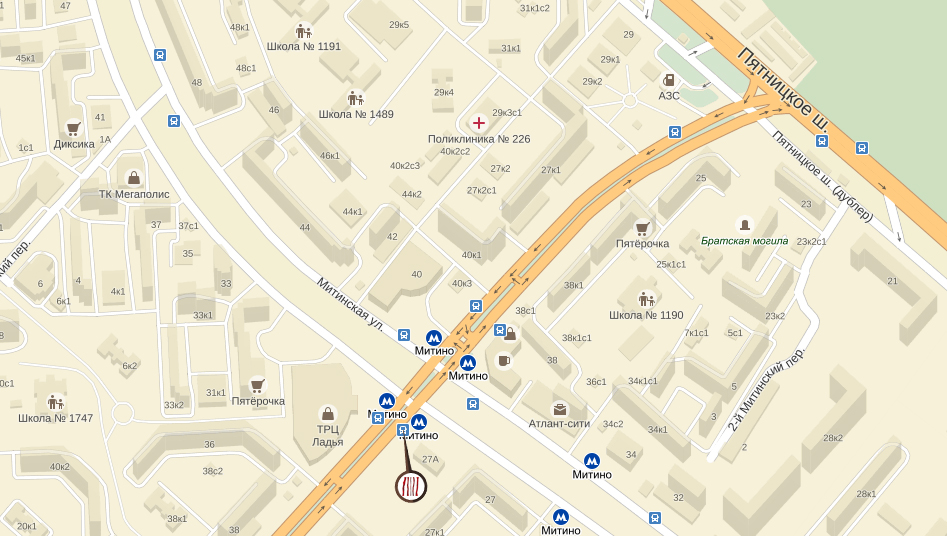 47
31к1с2
48к1
29к5
Школа № 1191
45к1
48с1
31к1
29
29к1
29к2
48
29к4
АЗС
Пятницкое ш.
46
Школа № 1489
29к3с1
41
1А
Диксика
1с1
Поликлиника № 226
40к2с2
46к1
40к2с3
27к2
27к1
Пятницкое ш. (дублер)
ТК Мегаполис
44к2
27к2с1
25
44к1
23
37
37к1с1
44
42
Пятёрочка
Братская могила
23к2с1
35
40к1
25к1с1
6
4
4к1
33
40
40к3
38к1
21
6к1
Митинская ул.
33к1
38с1
Школа № 1190
23к2
Митино
38к1с1
7к1с1
5с1
6к2
Митино
38
36с1
34к1с1
5
2-й Митинский пер.
Школа № 1747
33к2
31к1
Пятёрочка
Митино
Атлант-сити
34с2
3
ТРЦ
Ладья
Митино
34к1
36
28к2
2
40к2
38с2
27А
34
Митино
28к1
27
32
20к1
38к1
38
27к1
Митино